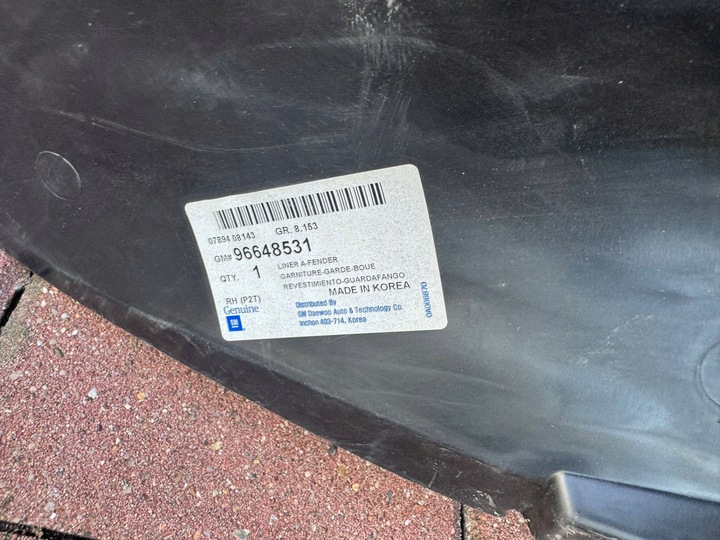 07894 08143 GR. 8.153
GM# 96648531
QTY. 1 LINER A-FENDER
GARNITURE-GARDE-BOUE
REVESTIMIENTO-GUARDAFANGO
MADE IN KOREA
RH (P2T)
Genuine
GM
Distributed By
GM Daewoo Auto & Technology Co.
Incheon 403-714, Korea